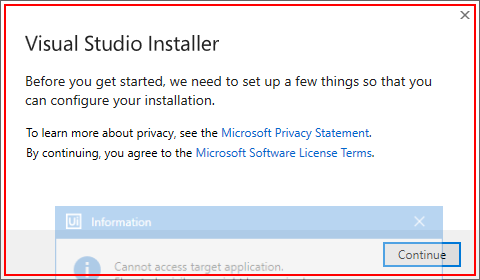 Visual Studio Installer
Before you get started, we need to set up a few things so that you
can configure your installation.
To learn more about privacy, see the Microsoft Privacy Statement.
By continuing, you agree to the Microsoft Software License Terms.
Ui Information
Cannot access target application.
Continue